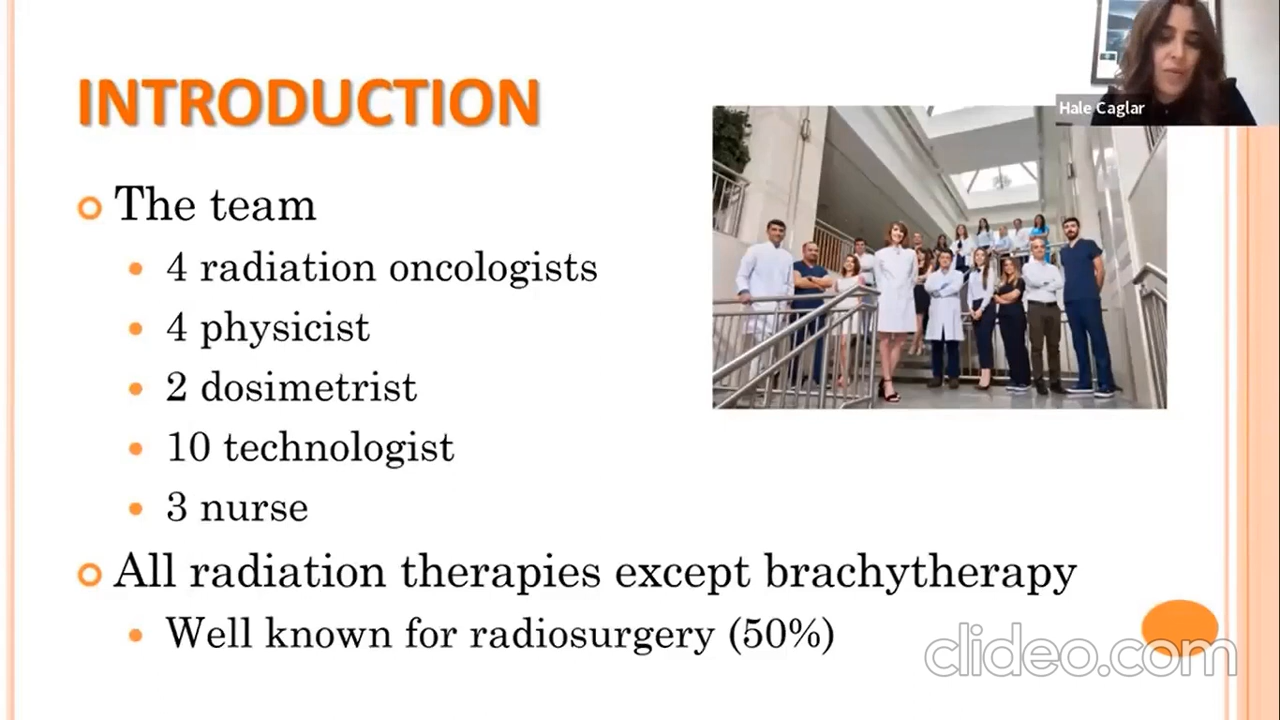 INTRODUCTION
Hale Caglar
The team
4 radiation oncologists
4 physicist
2 dosimetrist
10 technologist
3 nurse
All radiation therapies except brachytherapy
Well known for radiosurgery (50%)
clideo.com